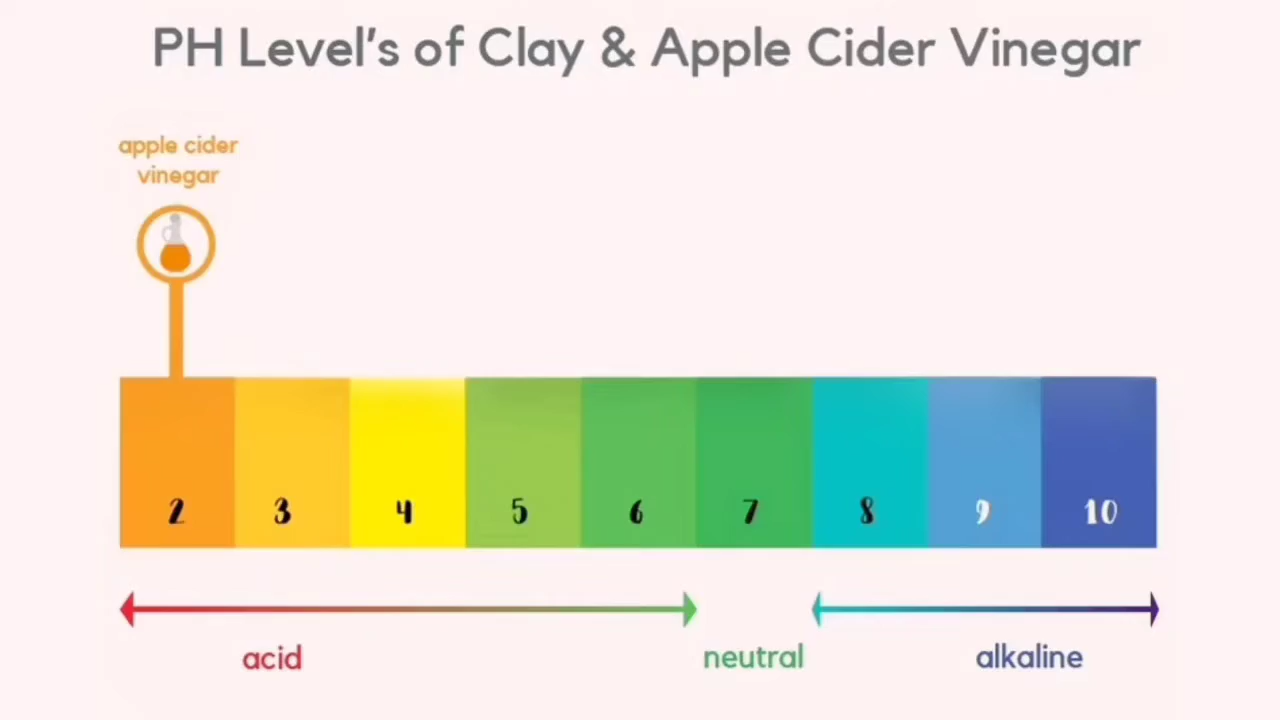 PH Level's of Clay & Apple Cider Vinegar
apple cider
vinegar
2 3 4 5 6 7 8 9 10
acid neutral alkaline